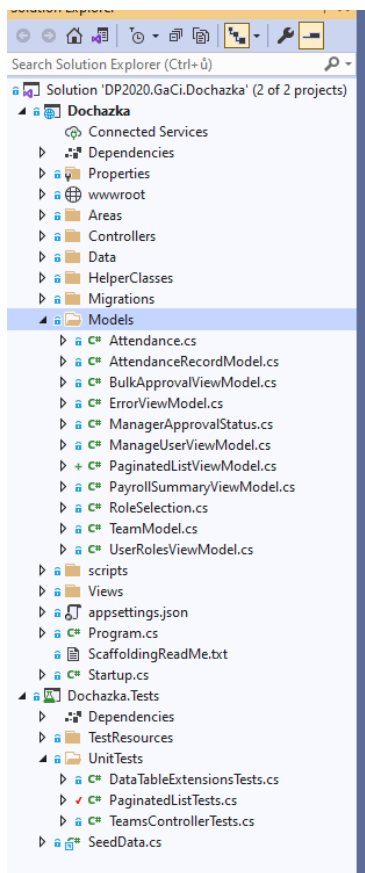 Solution Explorer
Search Solution Explorer (Ctrl+ů)
Solution 'DP2020.GaCi.Dochazka' (2 of 2 projects)
Dochazka
Connected Services
Dependencies
Properties
wwwroot
Areas
Controllers
Data
HelperClasses
Migrations
Models
C# Attendance.cs
C# AttendanceRecordModel.cs
C# BulkApprovalViewModel.cs
C# ErrorViewModel.cs
C# ManagerApprovalStatus.cs
C# ManageUserViewModel.cs
+ C# PaginatedListViewModel.cs
C# PayrollSummaryViewModel.cs
C# RoleSelection.cs
C# TeamModel.cs
C# UserRolesViewModel.cs
scripts
Views
appsettings.json
C# Program.cs
ScaffoldingReadMe.txt
C# Startup.cs
Dochazka.Tests
Dependencies
TestResources
UnitTests
C# DataTableExtensionsTests.cs
C# PaginatedListTests.cs
C# TeamsControllerTests.cs
SeedData.cs